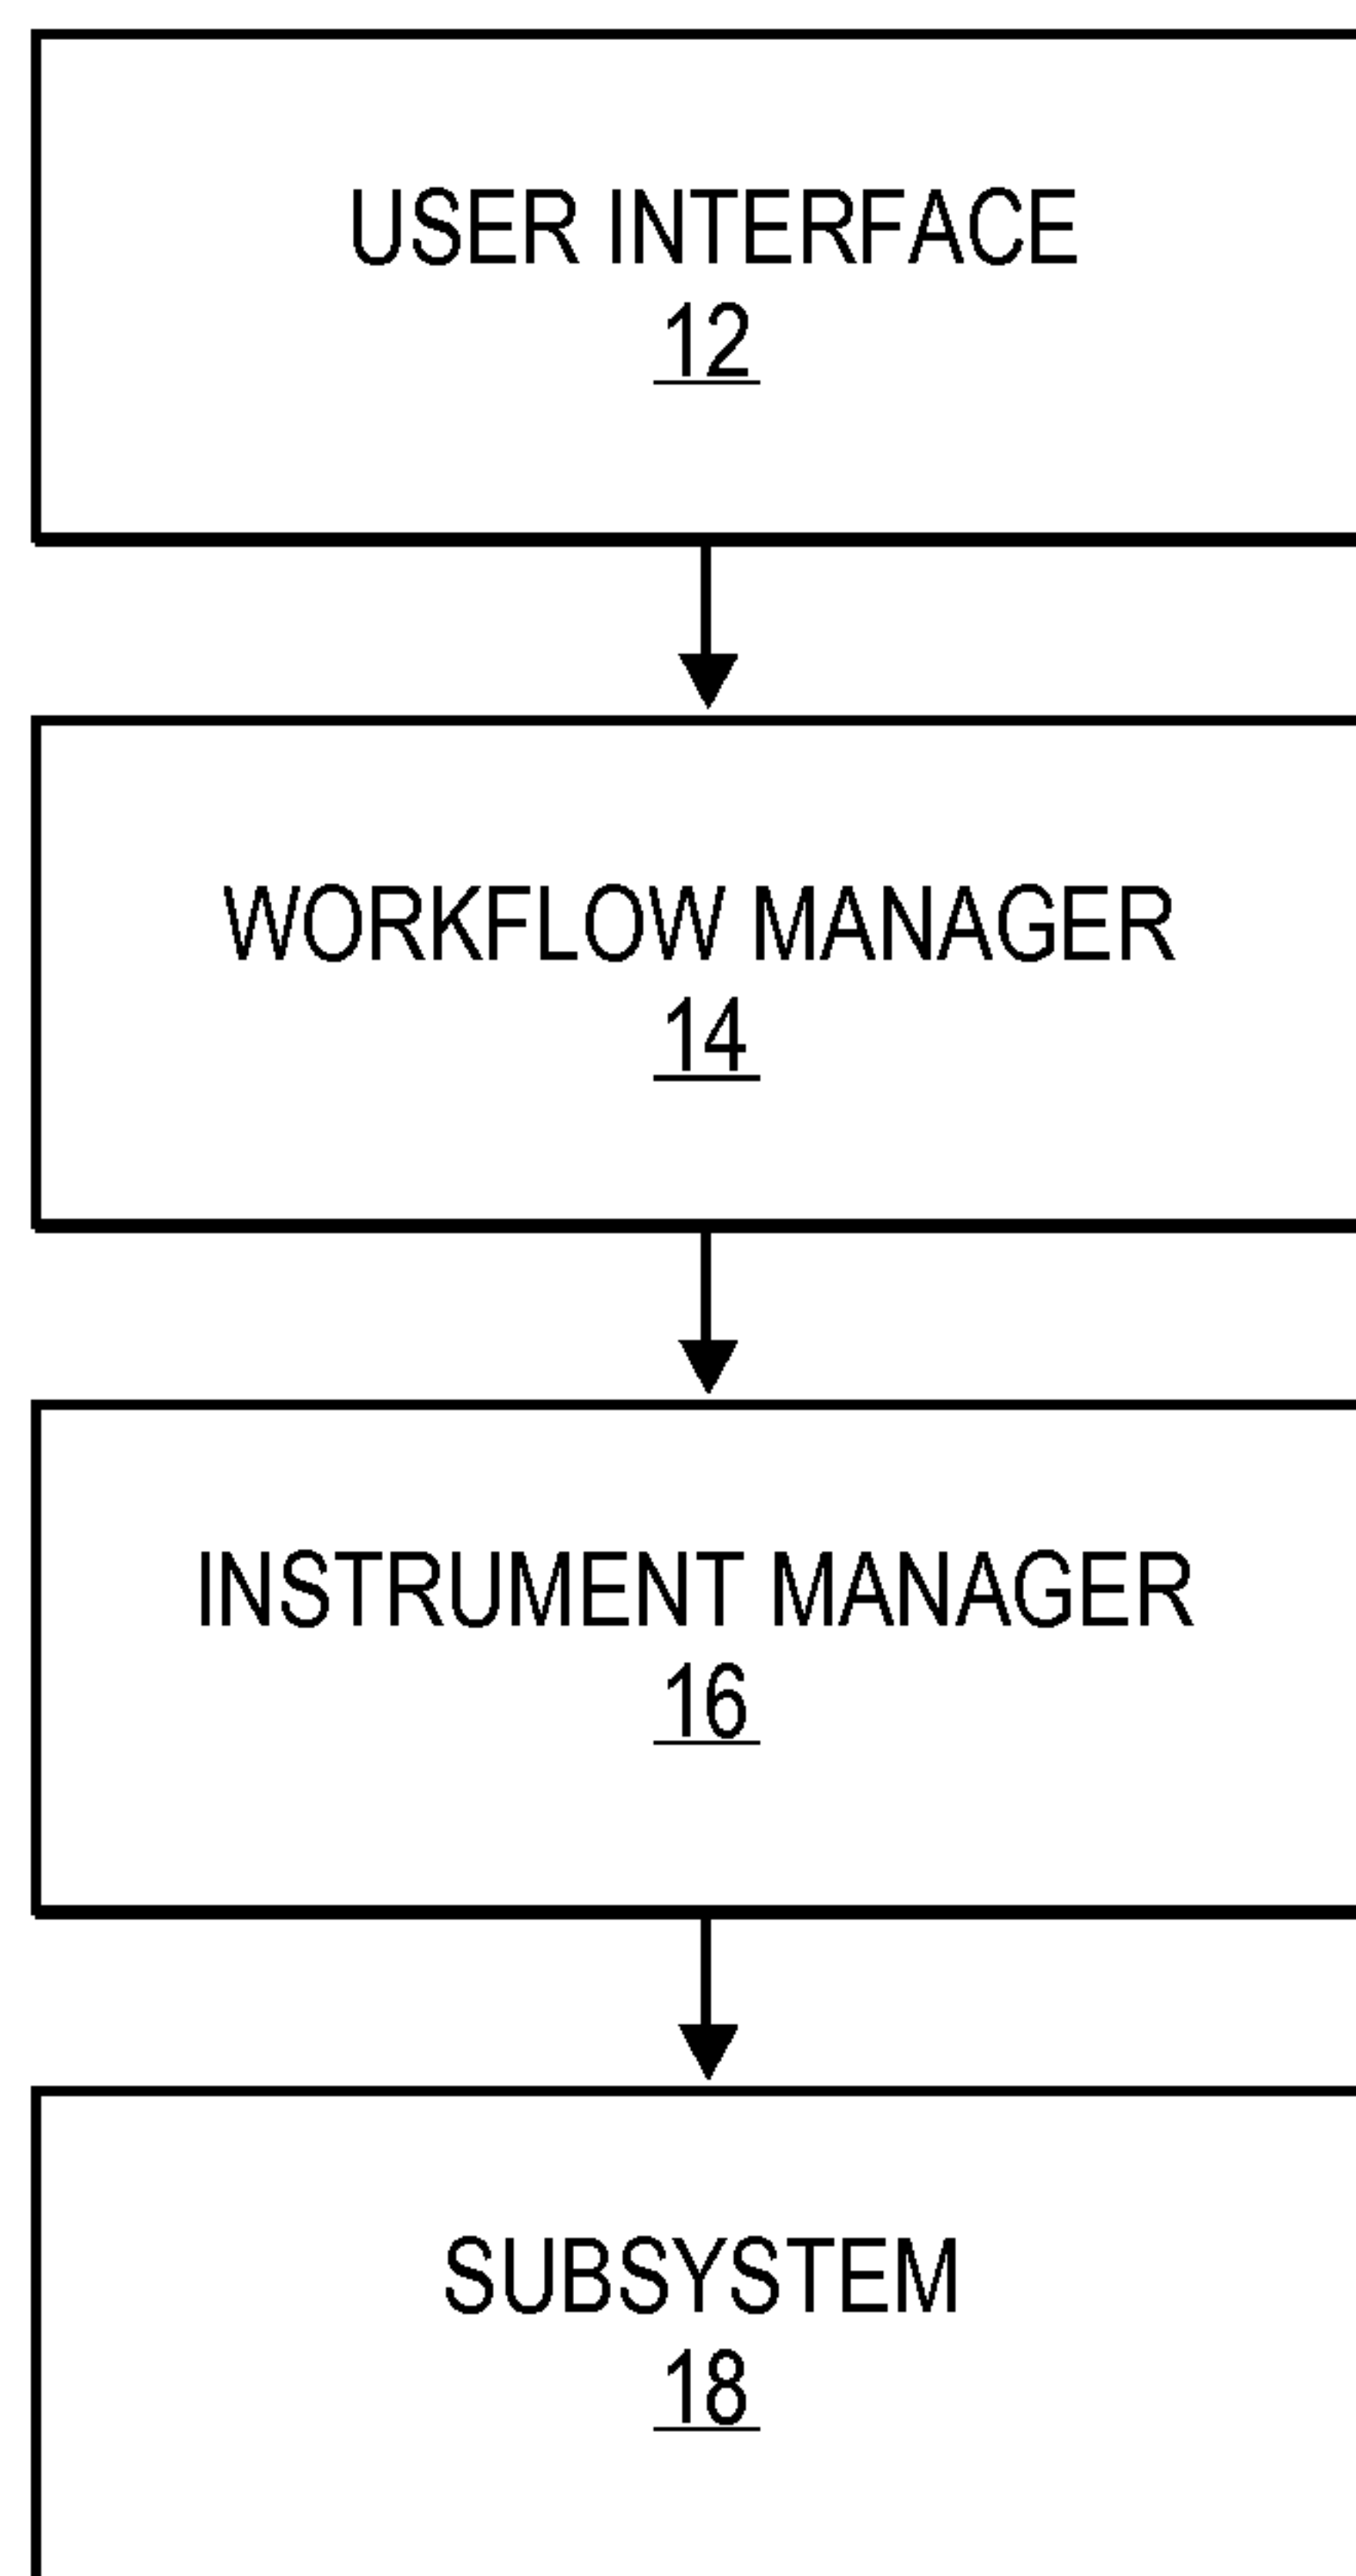 USER INTERFACE
12
WORKFLOW MANAGER
14
INSTRUMENT MANAGER
16
SUBSYSTEM
18